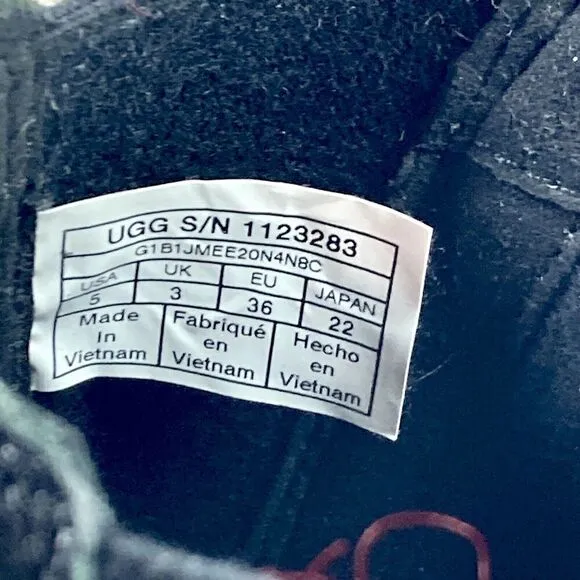 UGG S/N 1123283
G1B1JMEE20N4N8C
USA UK EU JAPAN
5 3 36 22
Made In Vietnam
Fabriqué en Vietnam
Hecho en Vietnam